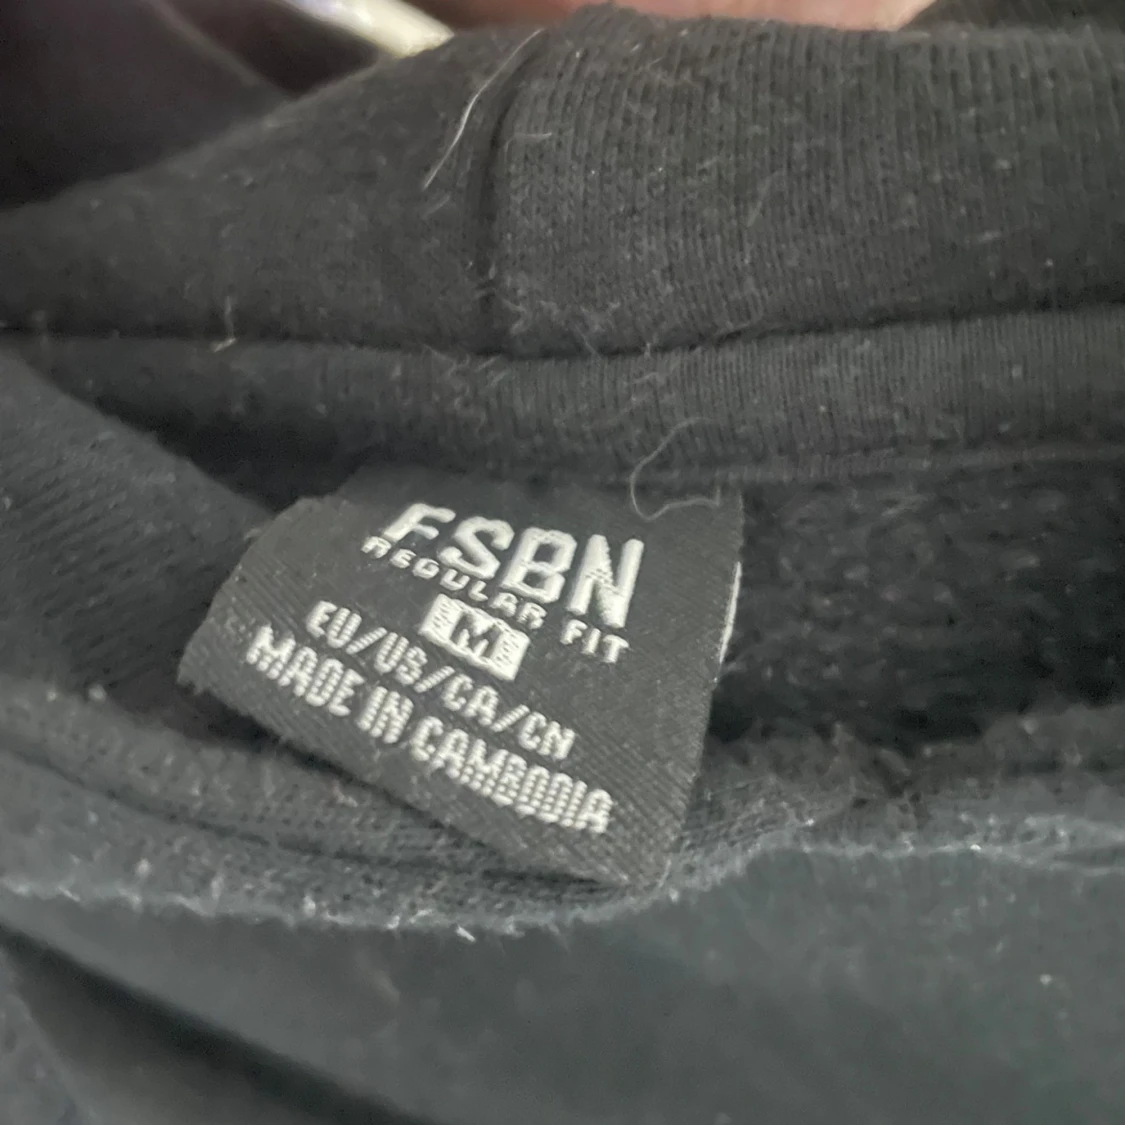 FSBN
REGULAR FIT
M
EU/US/CA/CN
MADE IN CAMBODIA